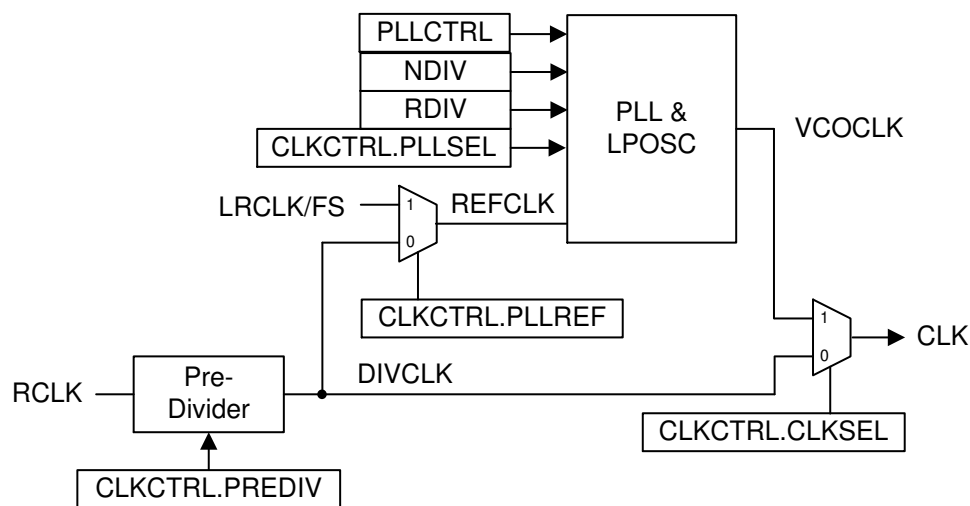 PLLCTRL
NDIV
RDIV
CLKCTRL.PLLSEL
PLL &
LPOSC
VCOCLK
LRCLK/FS
1
0
REFCLK
CLKCTRL.PLLREF
1
0
CLK
RCLK
Pre-
Divider
DIVCLK
CLKCTRL.CLKSEL
CLKCTRL.PREDIV